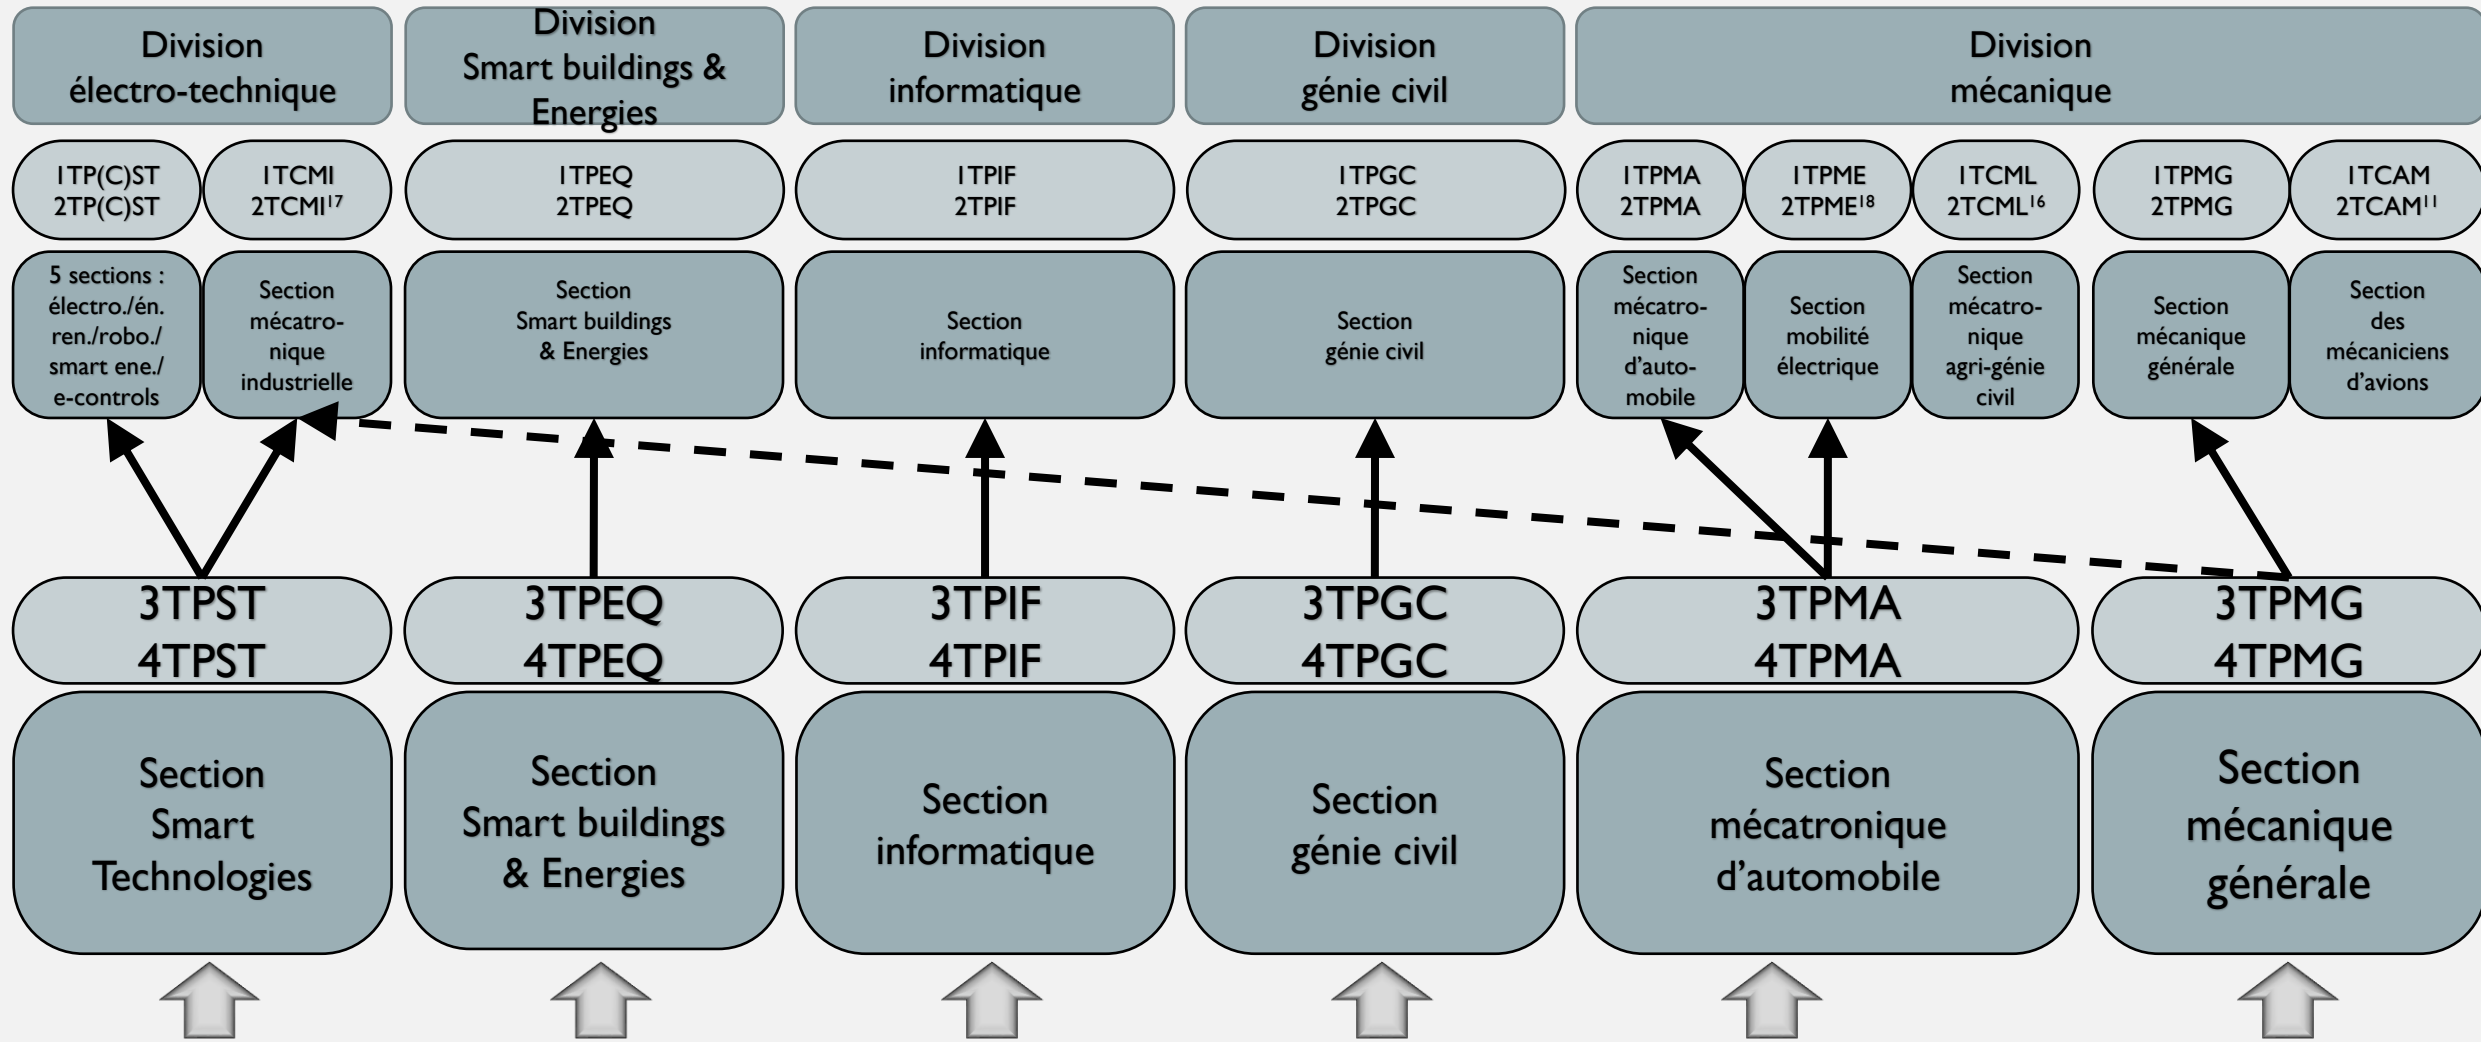 Division
électro-technique
Division
Smart buildings &
Energies
Division
informatique
Division
génie civil
Division
mécanique
1TP(C)ST
2TP(C)ST
1TCMI
2TCMI¹⁷
1TPEQ
2TPEQ
1TPIF
2TPIF
1TPGC
2TPGC
1TPMA
2TPMA
1TPME
2TPME¹⁸
1TCML
2TCML¹⁶
1TPMG
2TPMG
1TCAM
2TCAM¹¹
5 sections :
électro./én.
ren./robo./
smart ene./
e-controls
Section
mécatro-
nique
industrielle
Section
Smart buildings
& Energies
Section
informatique
Section
génie civil
Section
mécatro-
nique
d’auto-
mobile
Section
mobilité
électrique
Section
mécatro-
nique
agri-génie
civil
Section
mécanique
générale
Section
des
mécaniciens
d’avions
3TPST
4TPST
3TPEQ
4TPEQ
3TPIF
4TPIF
3TPGC
4TPGC
3TPMA
4TPMA
3TPMG
4TPMG
Section
Smart
Technologies
Section
Smart buildings
& Energies
Section
informatique
Section
génie civil
Section
mécatronique
d’automobile
Section
mécanique
générale